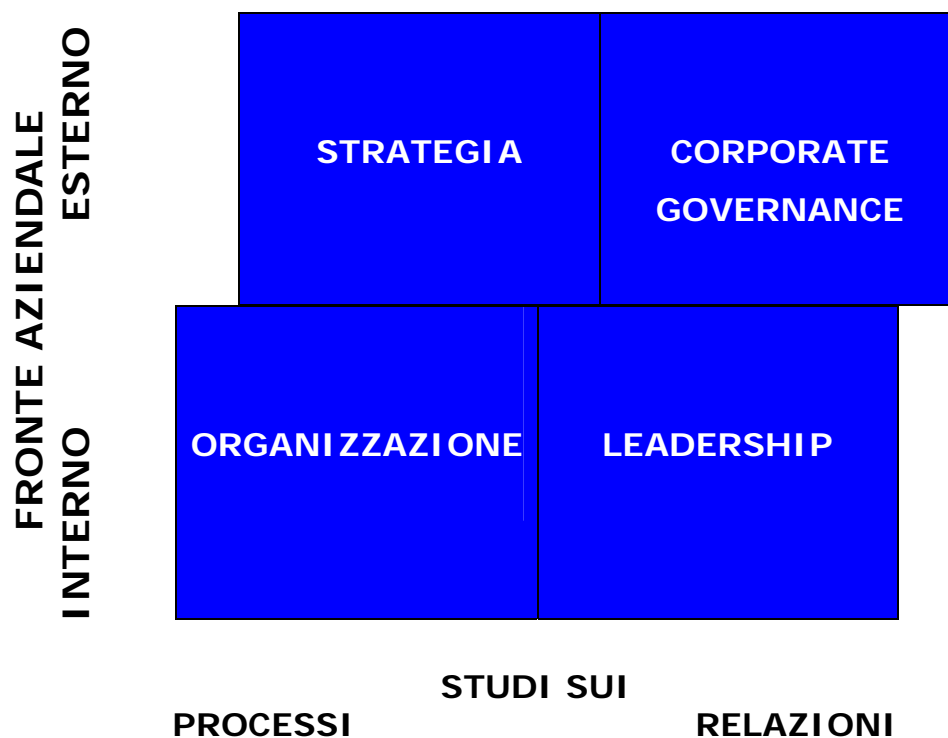 FRONTE AZIENDALE
INTERNO ESTERNO
STRATEGIA
CORPORATE
GOVERNANCE
ORGANIZZAZIONE
LEADERSHIP
STUDI SUI
PROCESSI RELAZIONI